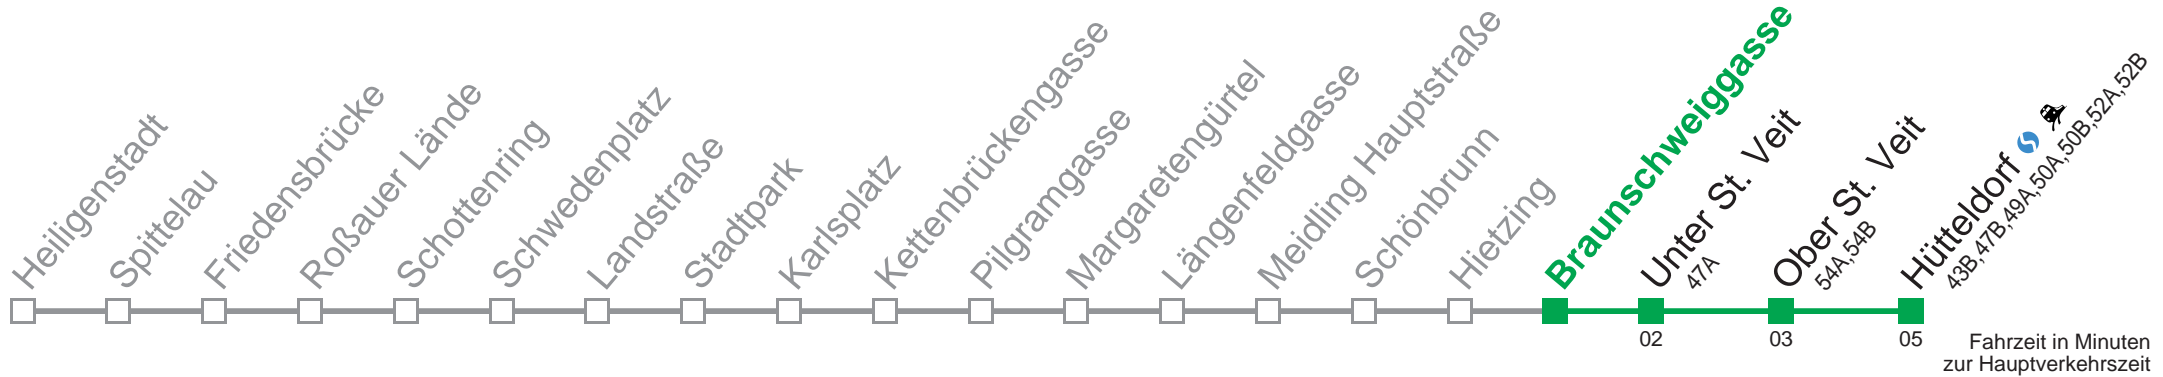 Heiligenstadt
Spittelau
Friedensbrücke
Roßauer Lände
Schottenring
Schwedenplatz
Landstraße
Stadtpark
Karlsplatz
Kettenbrückengasse
Pilgramgasse
Margaretengürtel
Längenfeldgasse
Meidling Hauptstraße
Schönbrunn
Hietzing
Braunschweiggasse
Unter St. Veit
47A
Ober St. Veit
54A,54B
Hütteldorf
43B,47B,49A,50A,50B,52A,52B
02
03
05
Fahrzeit in Minuten
zur Hauptverkehrszeit